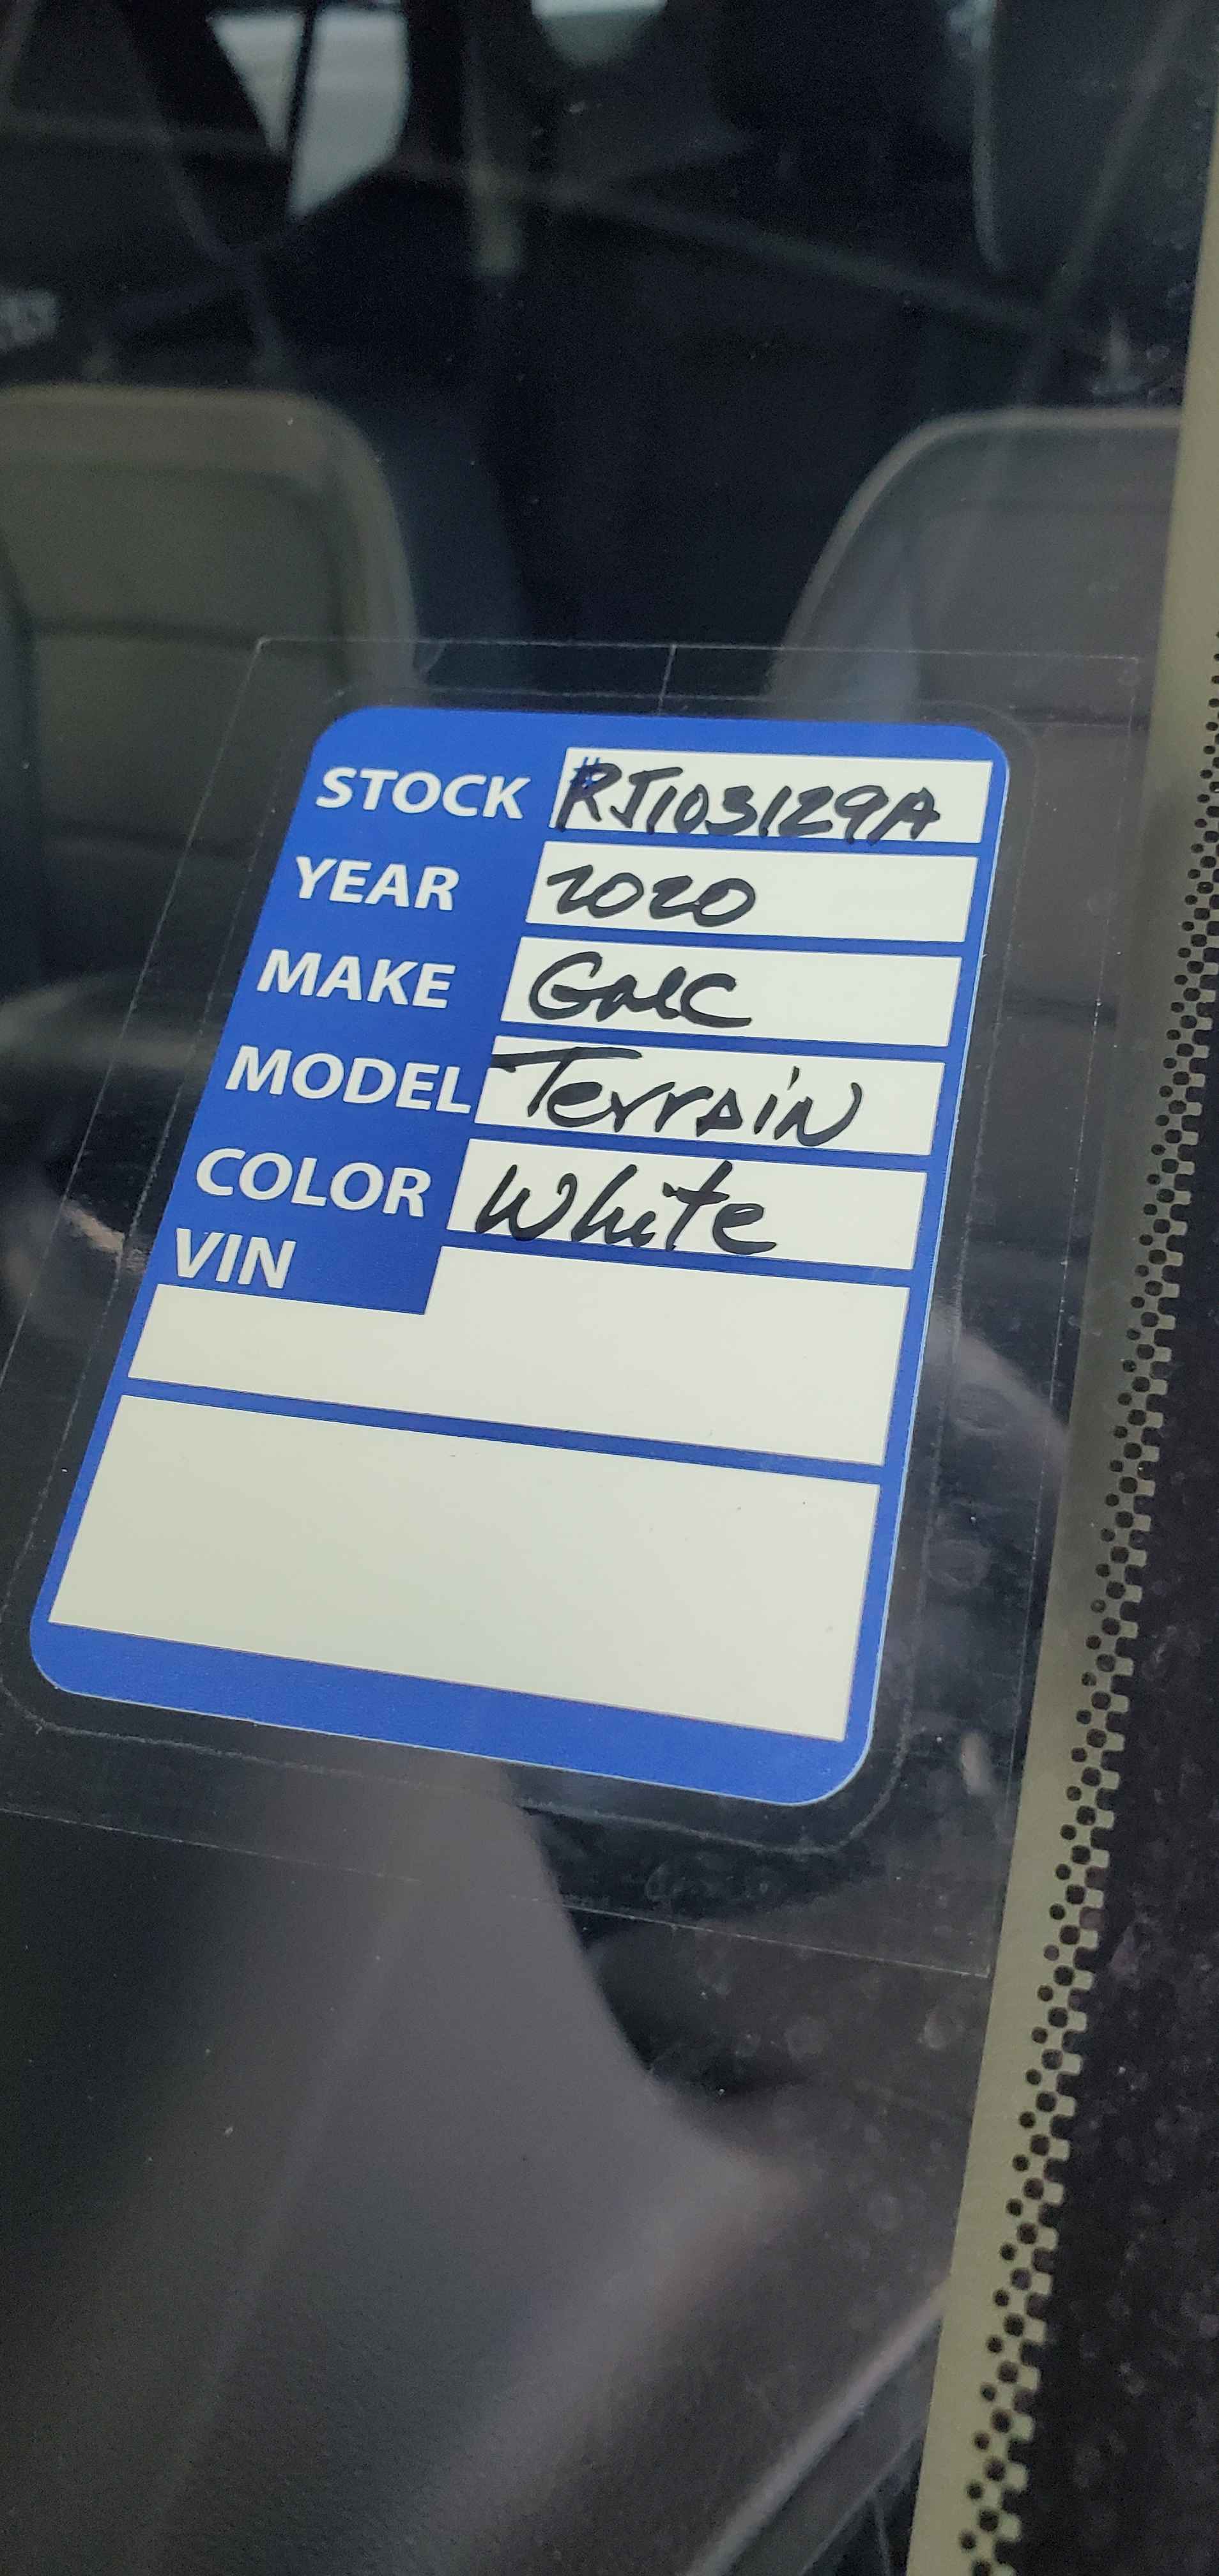 STOCK #RJ103129A
YEAR 2020
MAKE GMC
MODEL Terrain
COLOR White
VIN